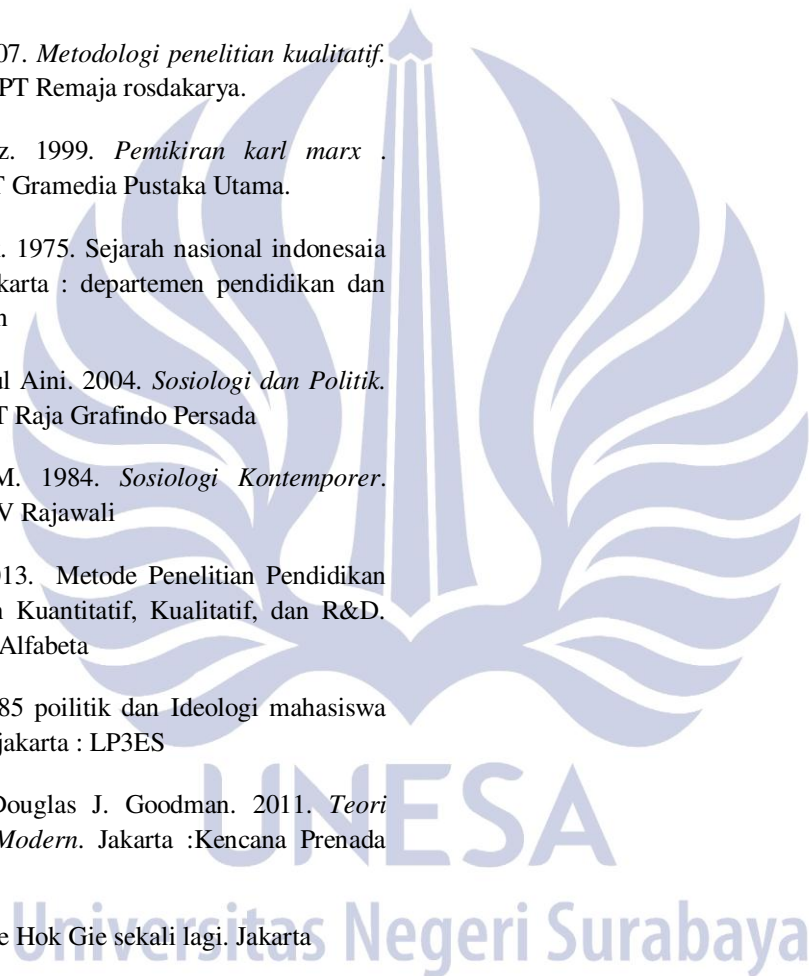 07. Metodologi penelitian kualitatif.
PT Remaja rosdakarya.
z. 1999. Pemikiran karl marx .
T Gramedia Pustaka Utama.
. 1975. Sejarah nasional indonesaia
karta : departemen pendidikan dan
n
ul Aini. 2004. Sosiologi dan Politik.
T Raja Grafindo Persada
M. 1984. Sosiologi Kontemporer.
V Rajawali
013. Metode Penelitian Pendidikan
n Kuantitatif, Kualitatif, dan R&D.
Alfabeta
85 poilitik dan Ideologi mahasiswa
jakarta : LP3ES
Douglas J. Goodman. 2011. Teori
Modern. Jakarta :Kencana Prenada
e Hok Gie sekali lagi. Jakarta
UNESA
Universitas Negeri Surabaya